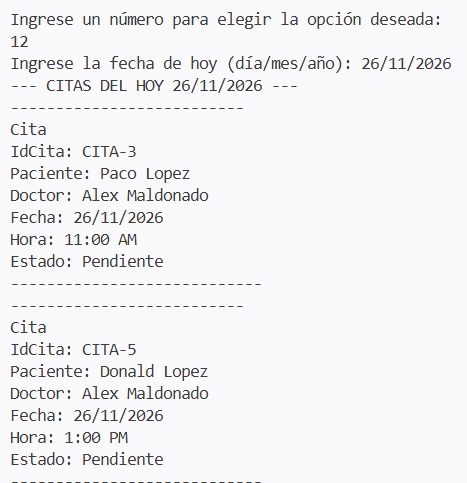 Ingrese un número para elegir la opción deseada:
12
Ingrese la fecha de hoy (día/mes/año): 26/11/2026
--- CITAS DEL HOY 26/11/2026 ---
--------------------------
Cita
IdCita: CITA-3
Paciente: Paco Lopez
Doctor: Alex Maldonado
Fecha: 26/11/2026
Hora: 11:00 AM
Estado: Pendiente
----------------------------
--------------------------
Cita
IdCita: CITA-5
Paciente: Donald Lopez
Doctor: Alex Maldonado
Fecha: 26/11/2026
Hora: 1:00 PM
Estado: Pendiente
----------------------------